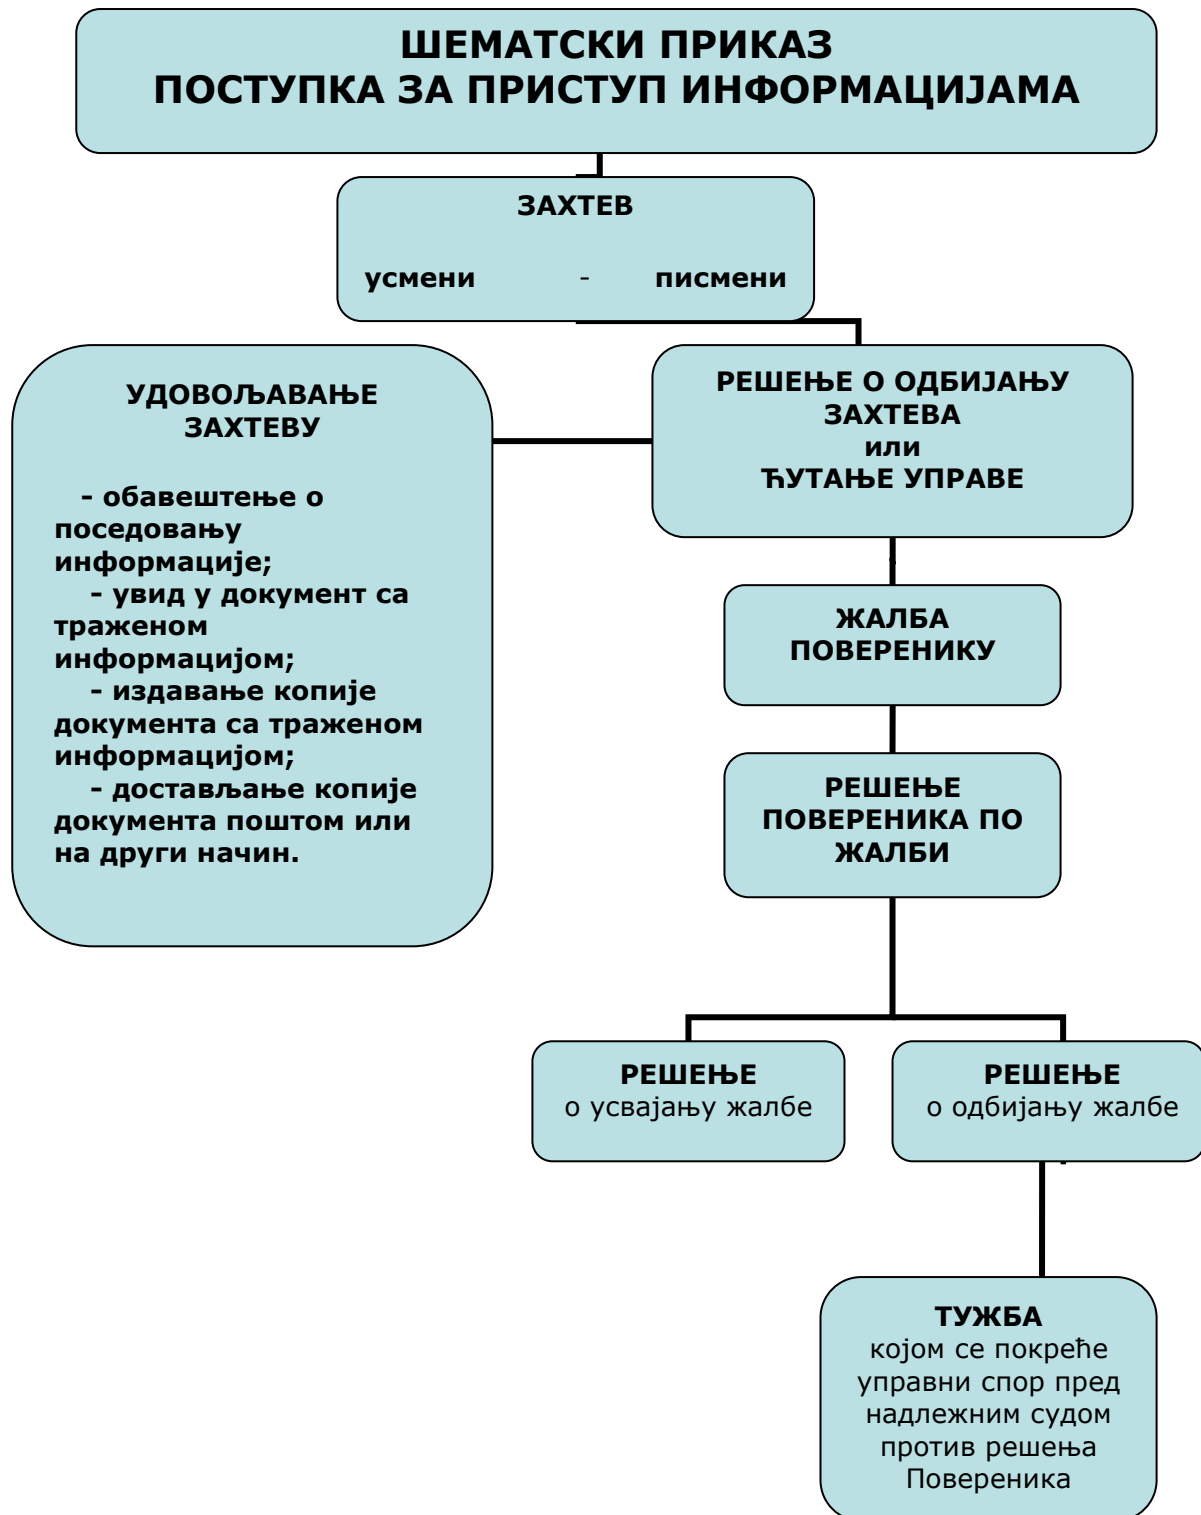 ШЕМАТСКИ ПРИКАЗ
ПОСТУПКА ЗА ПРИСТУП ИНФОРМАЦИЈАМА
ЗАХТЕВ
усмени - писмени
УДОВОЉАВАЊЕ
ЗАХТЕВУ
- обавештење о
поседовању
информације;
- увид у документ са
траженом
информацијом;
- издавање копије
документа са траженом
информацијом;
- достављање копије
документа поштом или
на други начин.
РЕШЕЊЕ О ОДБИЈАЊУ
ЗАХТЕВА
или
ЋУТАЊЕ УПРАВЕ
ЖАЛБА
ПОВЕРЕНИКУ
РЕШЕЊЕ
ПОВЕРЕНИКА ПО
ЖАЛБИ
РЕШЕЊЕ
о усвајању жалбе
РЕШЕЊЕ
о одбијању жалбе
ТУЖБА
којом се покреће
управни спор пред
надлежним судом
против решења
Повереника